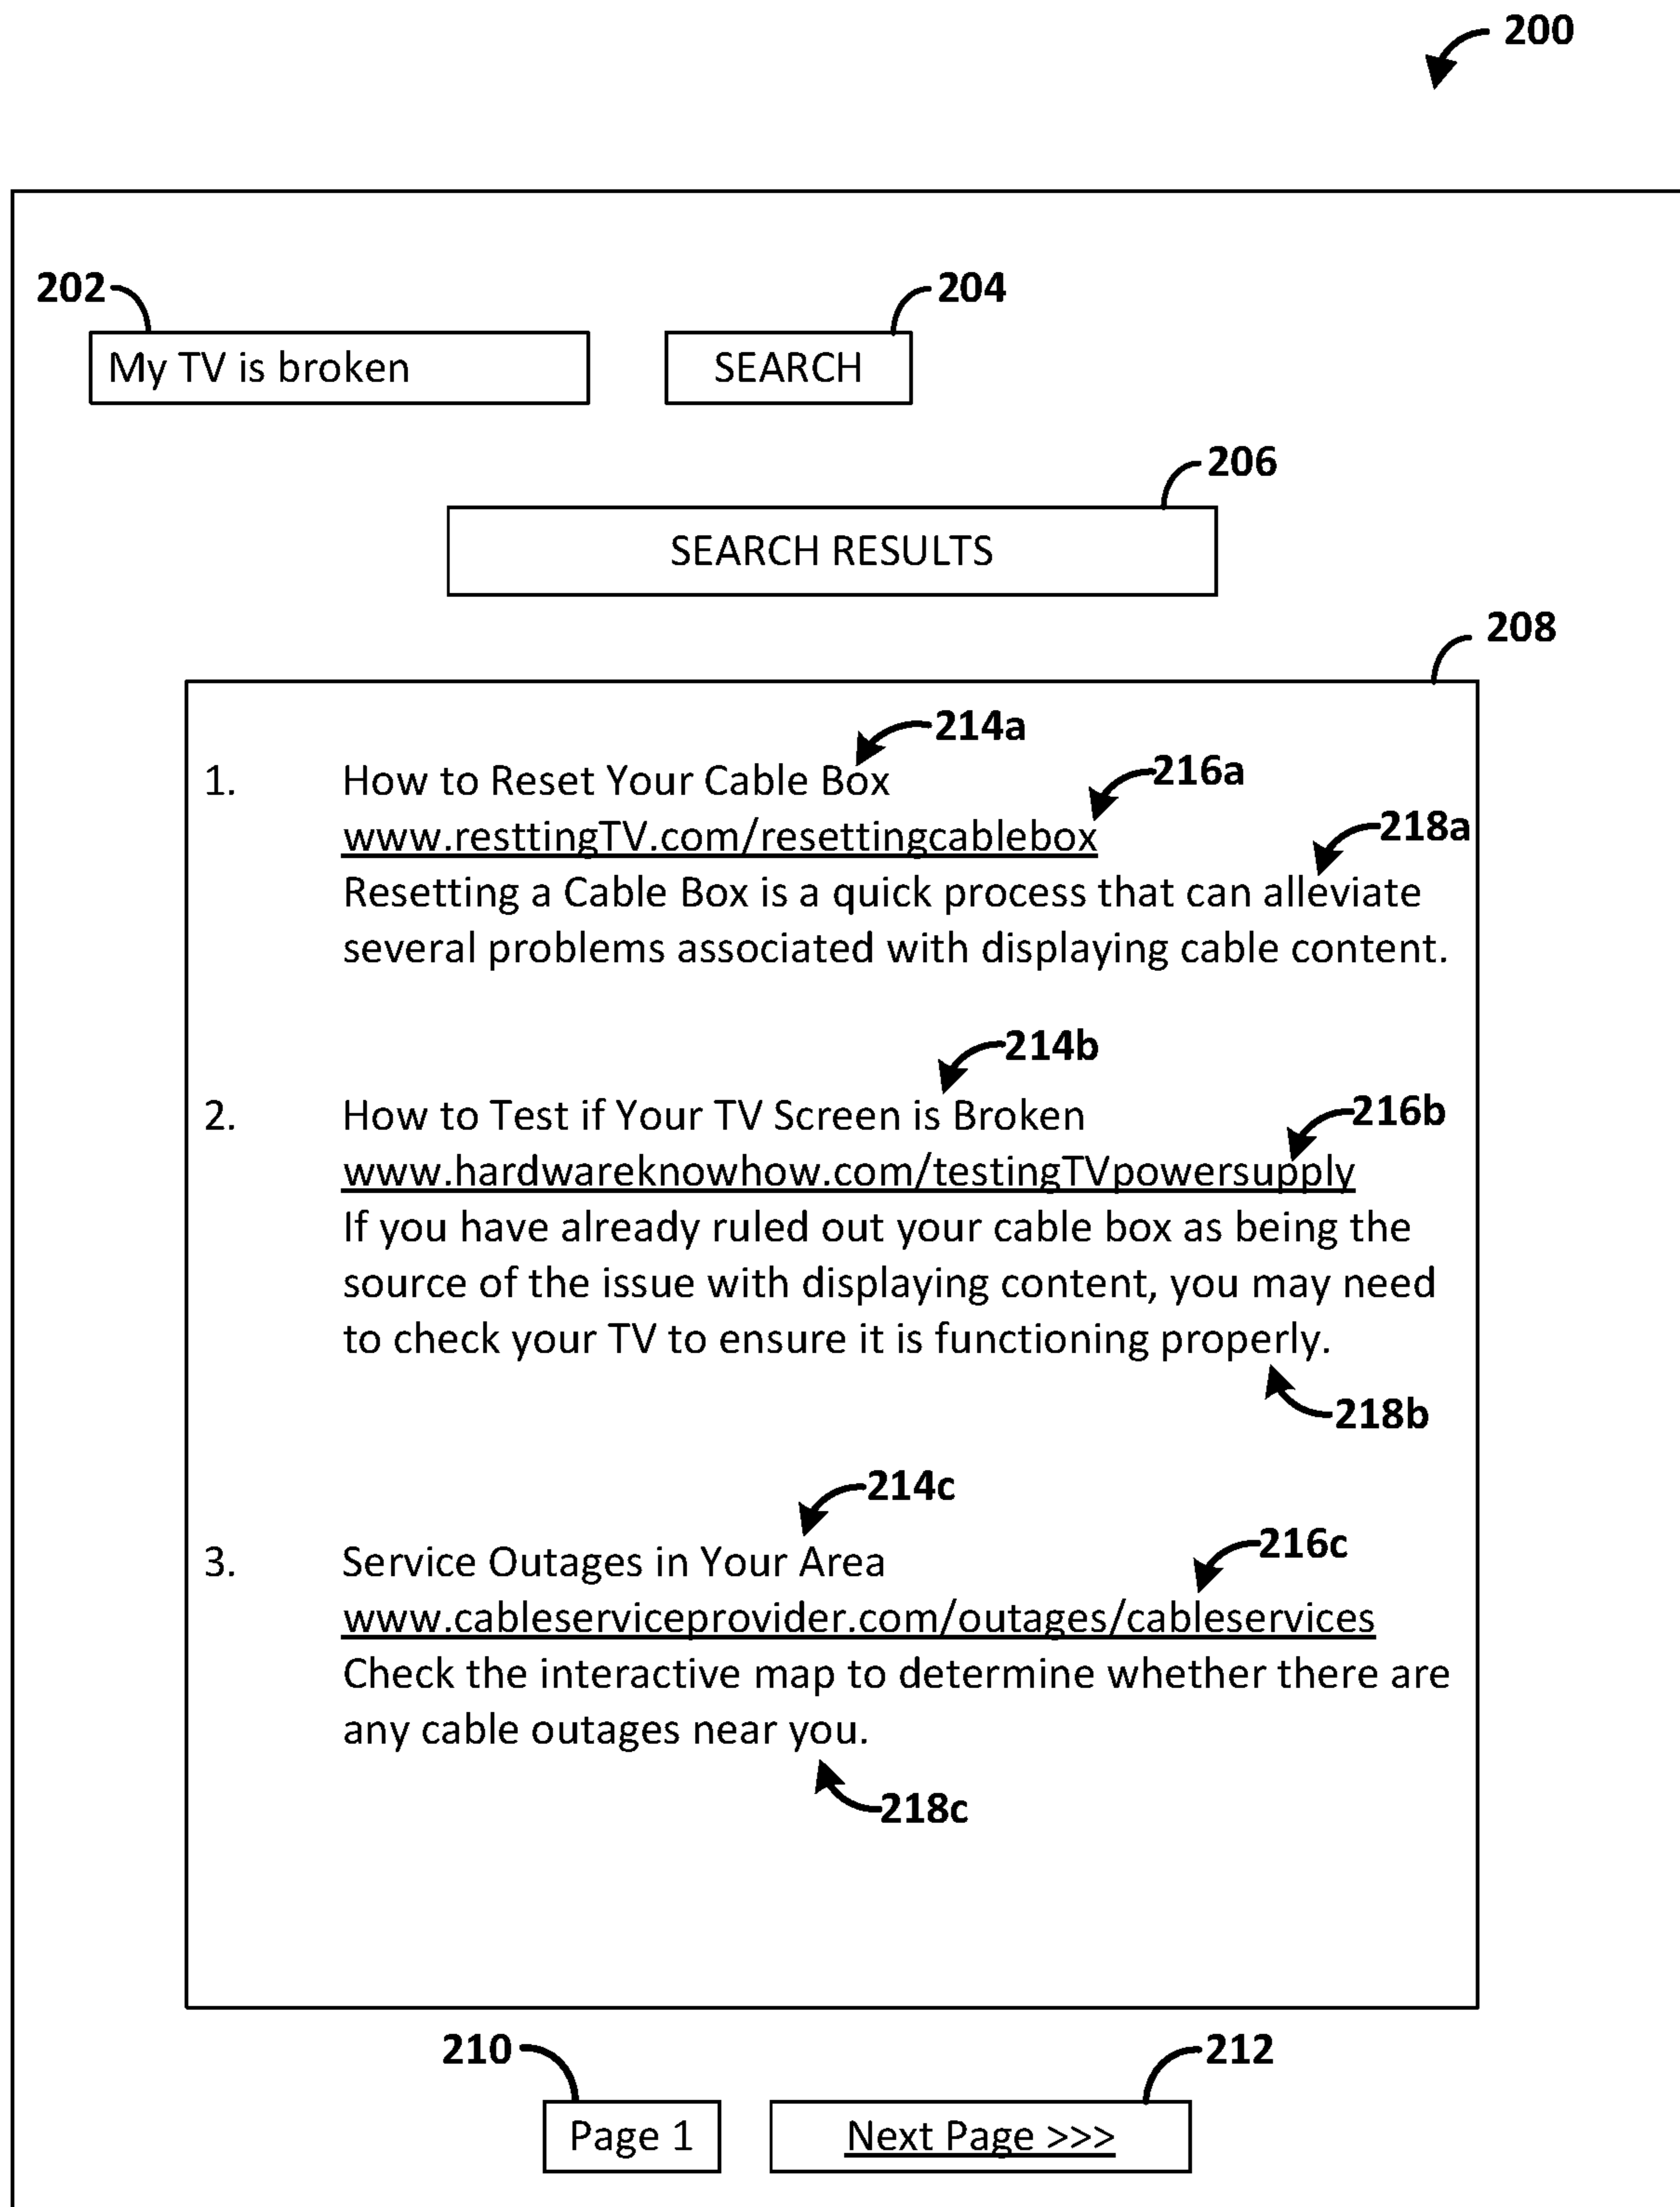 200
202
204
My TV is broken
SEARCH
206
SEARCH RESULTS
208
214a
1. How to Reset Your Cable Box
216a
www.resttingTV.com/resettingcablebox
218a
Resetting a Cable Box is a quick process that can alleviate
several problems associated with displaying cable content.
214b
2. How to Test if Your TV Screen is Broken
216b
www.hardwareknowhow.com/testingTVpowersupply
If you have already ruled out your cable box as being the
source of the issue with displaying content, you may need
to check your TV to ensure it is functioning properly.
218b
214c
3. Service Outages in Your Area
216c
www.cableserviceprovider.com/outages/cableservices
Check the interactive map to determine whether there are
any cable outages near you.
218c
210
212
Page 1
Next Page >>>